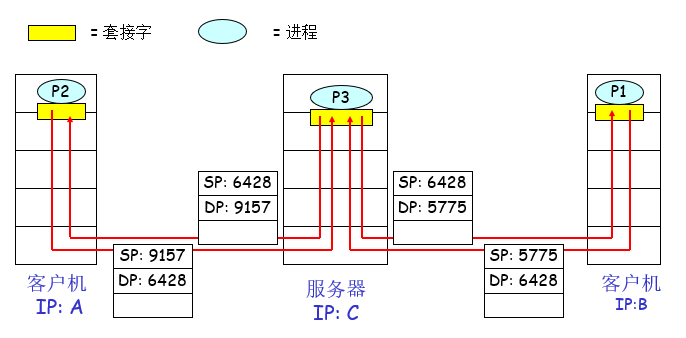 = 套接字
= 进程
P2
P3
P1
SP: 6428
DP: 9157
SP: 6428
DP: 5775
SP: 9157
DP: 6428
SP: 5775
DP: 6428
客户机
IP: A
服务器
IP: C
客户机
IP:B